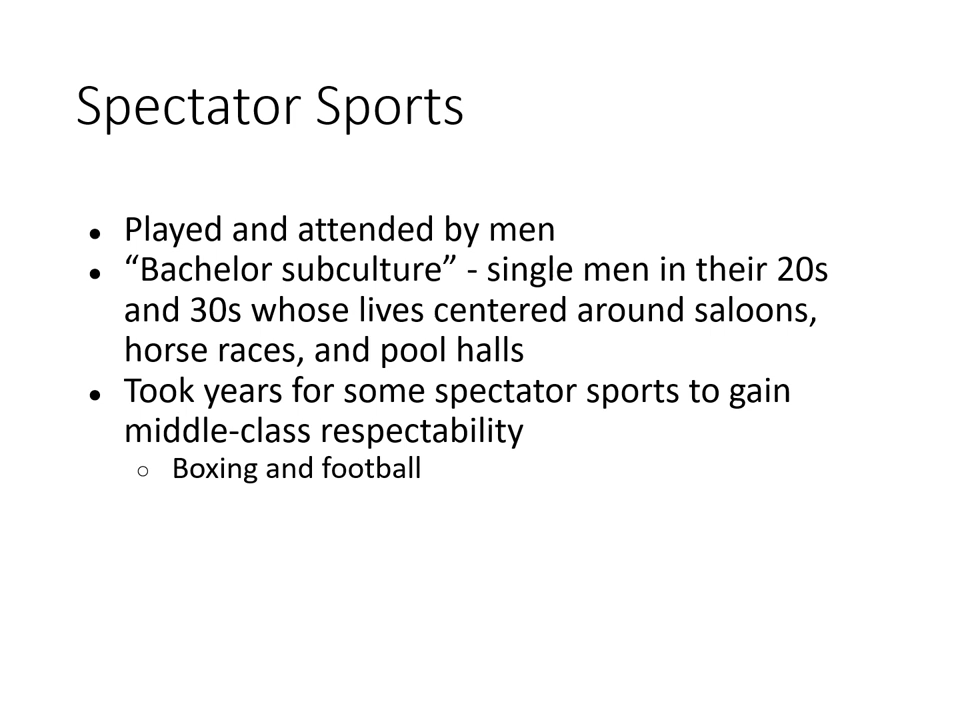 Spectator Sports
● Played and attended by men
● “Bachelor subculture” - single men in their 20s
and 30s whose lives centered around saloons,
horse races, and pool halls
● Took years for some spectator sports to gain
middle-class respectability
○ Boxing and football